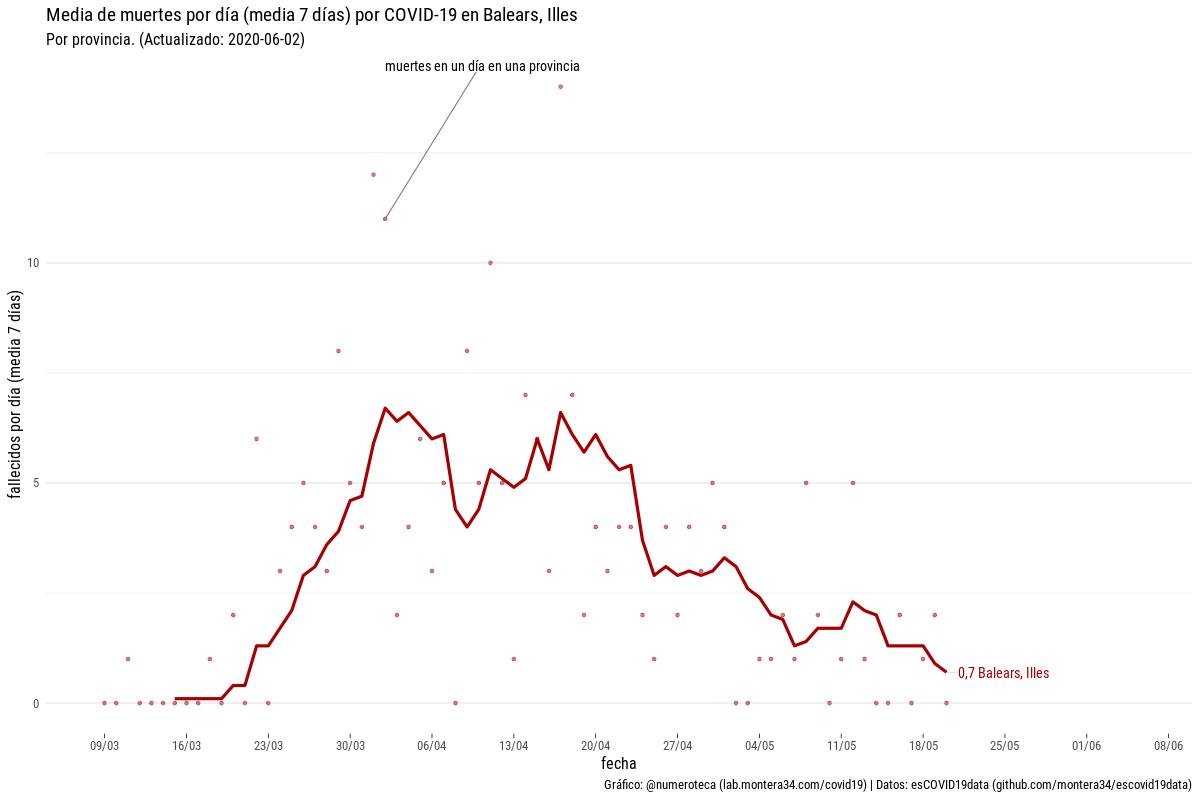 Media de muertes por día (media 7 días) por COVID-19 en Balears, Illes
Por provincia. (Actualizado: 2020-06-02)
muertes en un día en una provincia
10
5
0
fallecidos por día (media 7 días)
0,7 Balears, Illes
09/03 16/03 23/03 30/03 06/04 13/04 20/04 27/04 04/05 11/05 18/05 25/05 01/06 08/06
fecha
Gráfico: @numeroteca (lab.montera34.com/covid19) | Datos: esCOVID19data (github.com/montera34/escovid19data)